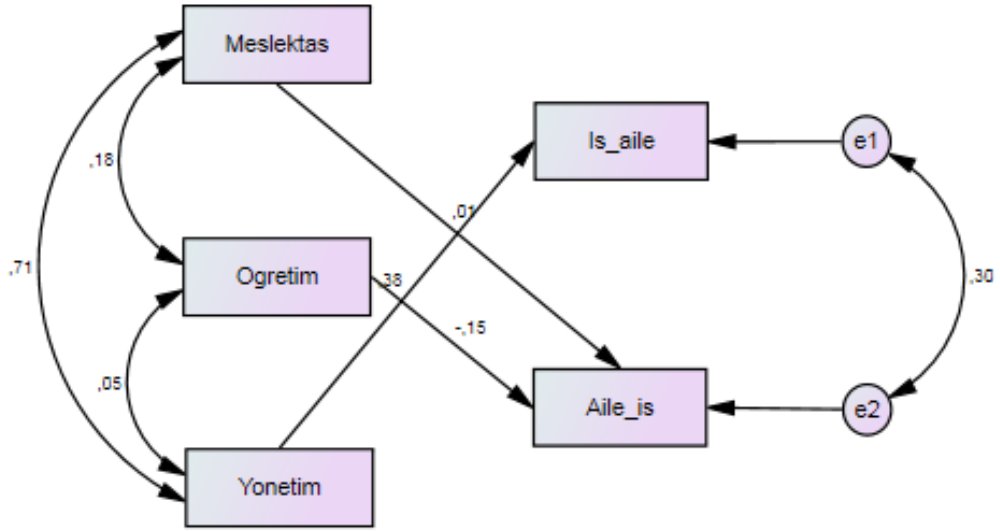 Meslektas
Is_aile
e1
,18
,01
Ogretim
,71
,38
,30
-,15
,05
Aile_is
e2
Yonetim